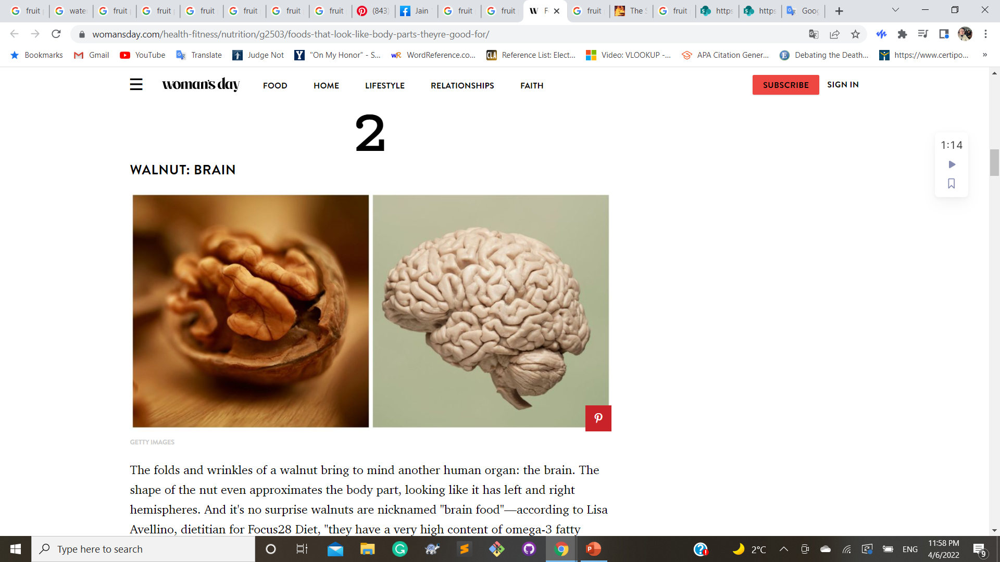 fruit
wate
fruit
fruit
fruit
fruit
fruit
fruit
(843)
Jain
fruit
fruit
F
fruit
The S
fruit
https
https
Goog
womansday.com/health-fitness/nutrition/g2503/foods-that-look-like-body-parts-theyre-good-for/
Bookmarks
Gmail
YouTube
Translate
Judge Not
"On My Honor" - S...
WordReference.co...
Reference List: Elect...
Video: VLOOKUP -...
APA Citation Gener...
Debating the Death...
https://www.certipo...
»
woman's day
FOOD
HOME
LIFESTYLE
RELATIONSHIPS
FAITH
SUBSCRIBE
SIGN IN
2
1:14
WALNUT: BRAIN
GETTY IMAGES
The folds and wrinkles of a walnut bring to mind another human organ: the brain. The
shape of the nut even approximates the body part, looking like it has left and right
hemispheres. And it's no surprise walnuts are nicknamed "brain food"—according to Lisa
Avellino, dietitian for Focus28 Diet, "they have a very high content of omega-3 fatty
Type here to search
2°C
ENG
11:58 PM
4/6/2022
9